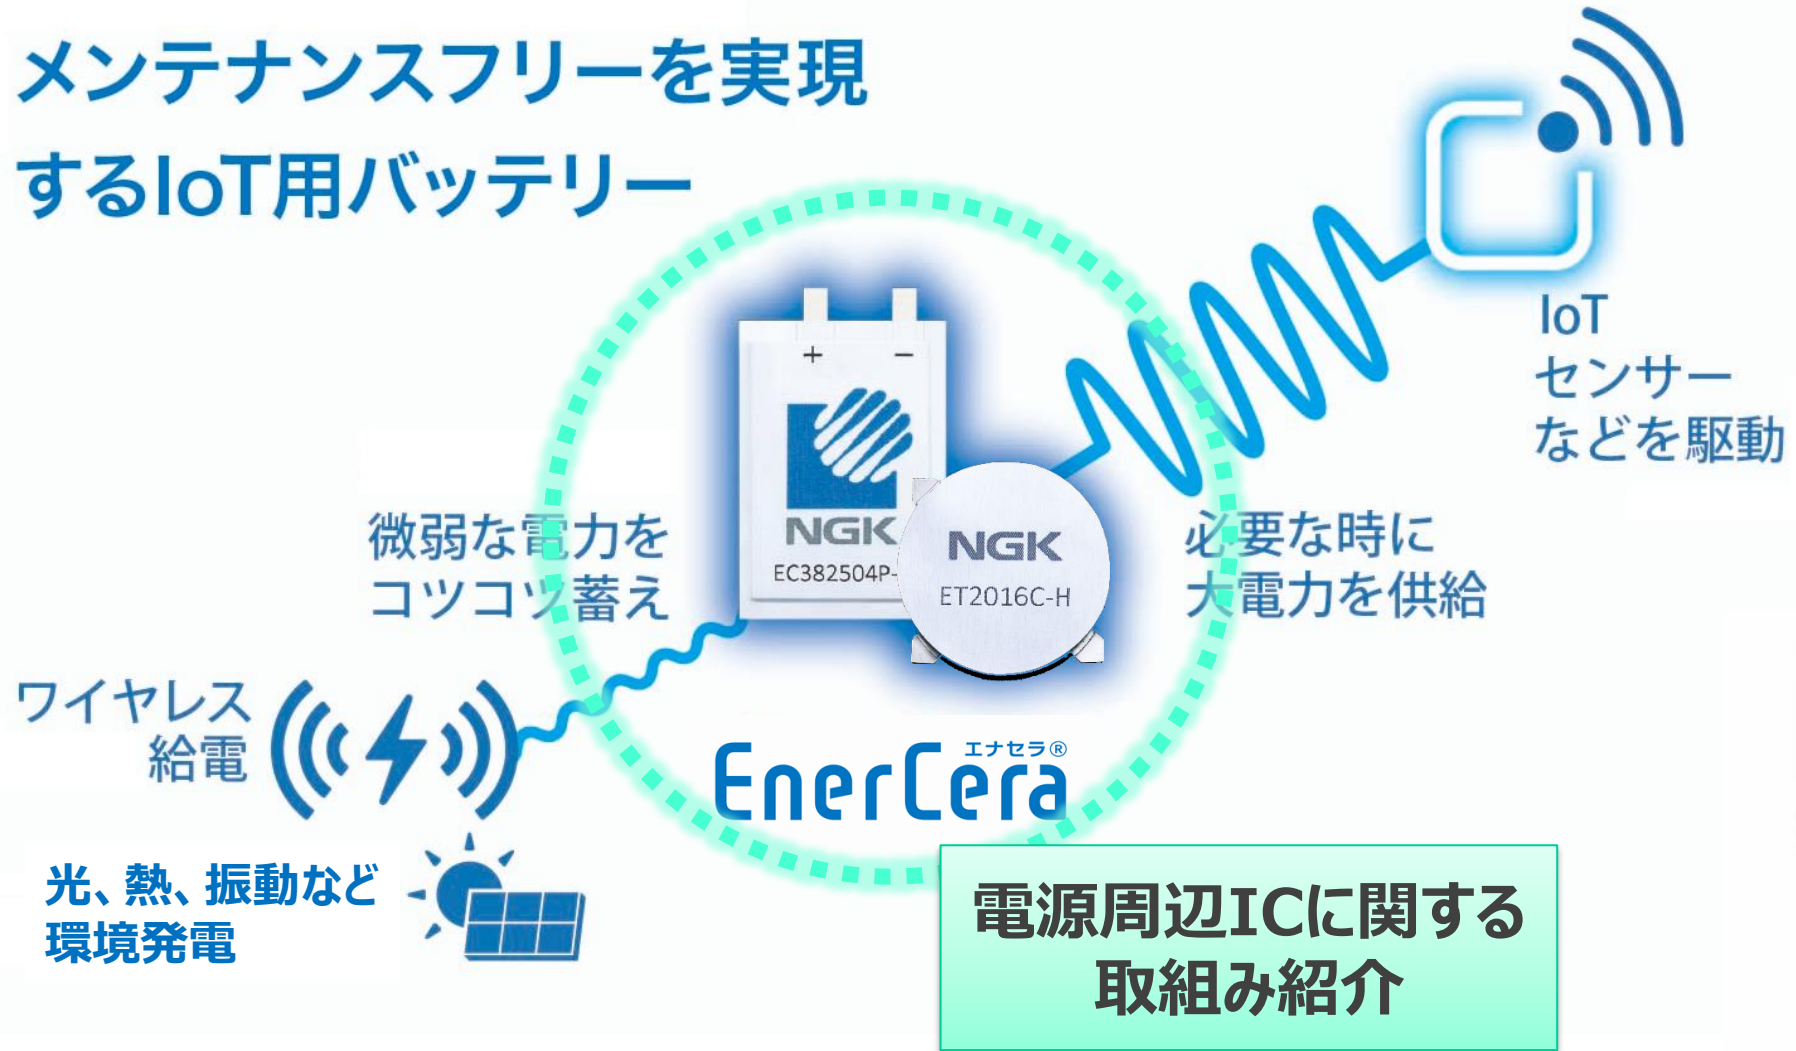 メンテナンスフリーを実現
するIoT用バッテリー
IoT
センサー
などを駆動
+ −
NGK
EC382504P-
NGK
ET2016C-H
微弱な電力を
コツコツ蓄え
必要な時に
大電力を供給
ワイヤレス
給電
エナセラ®
EnerCera
光、熱、振動など
環境発電
電源周辺ICに関する
取組み紹介